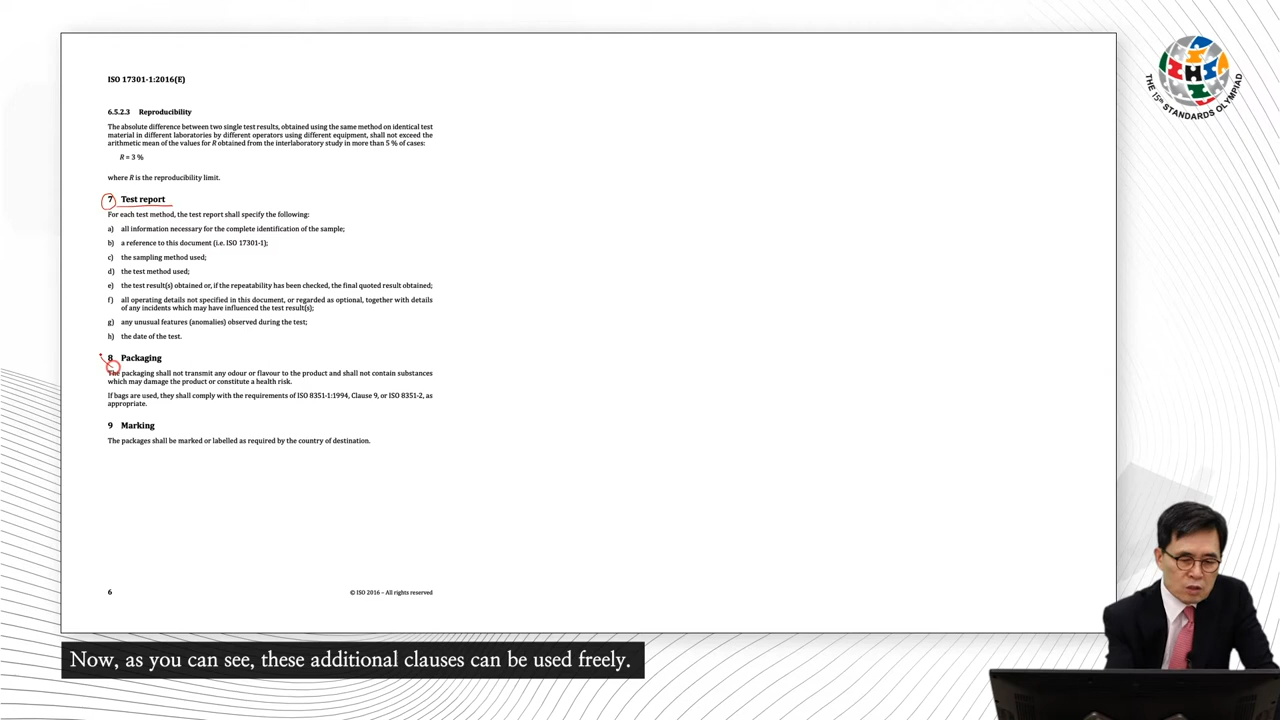 ISO 17301-1:2016(E)
6.5.2.3 Reproducibility
The absolute difference between two single test results, obtained using the same method on identical test
material in different laboratories by different operators using different equipment, shall not exceed the
arithmetic mean of the values for R obtained from the interlaboratory study in more than 5 % of cases:
R = 3 %
where R is the reproducibility limit.
7 Test report
For each test method, the test report shall specify the following:
a) all information necessary for the complete identification of the sample;
b) a reference to this document (i.e. ISO 17301-1);
c) the sampling method used;
d) the test method used;
e) the test result(s) obtained or, if the repeatability has been checked, the final quoted result obtained;
f) all operating details not specified in this document, or regarded as optional, together with details
of any incidents which may have influenced the test result(s);
g) any unusual features (anomalies) observed during the test;
h) the date of the test.
8 Packaging
The packaging shall not transmit any odour or flavour to the product and shall not contain substances
which may damage the product or constitute a health risk.
If bags are used, they shall comply with the requirements of ISO 8351-1:1994, Clause 9, or ISO 8351-2, as
appropriate.
9 Marking
The packages shall be marked or labelled as required by the country of destination.
6 © ISO 2016 – All rights reserved
THE 15th STANDARDS OLYMPIAD
Now, as you can see, these additional clauses can be used freely.